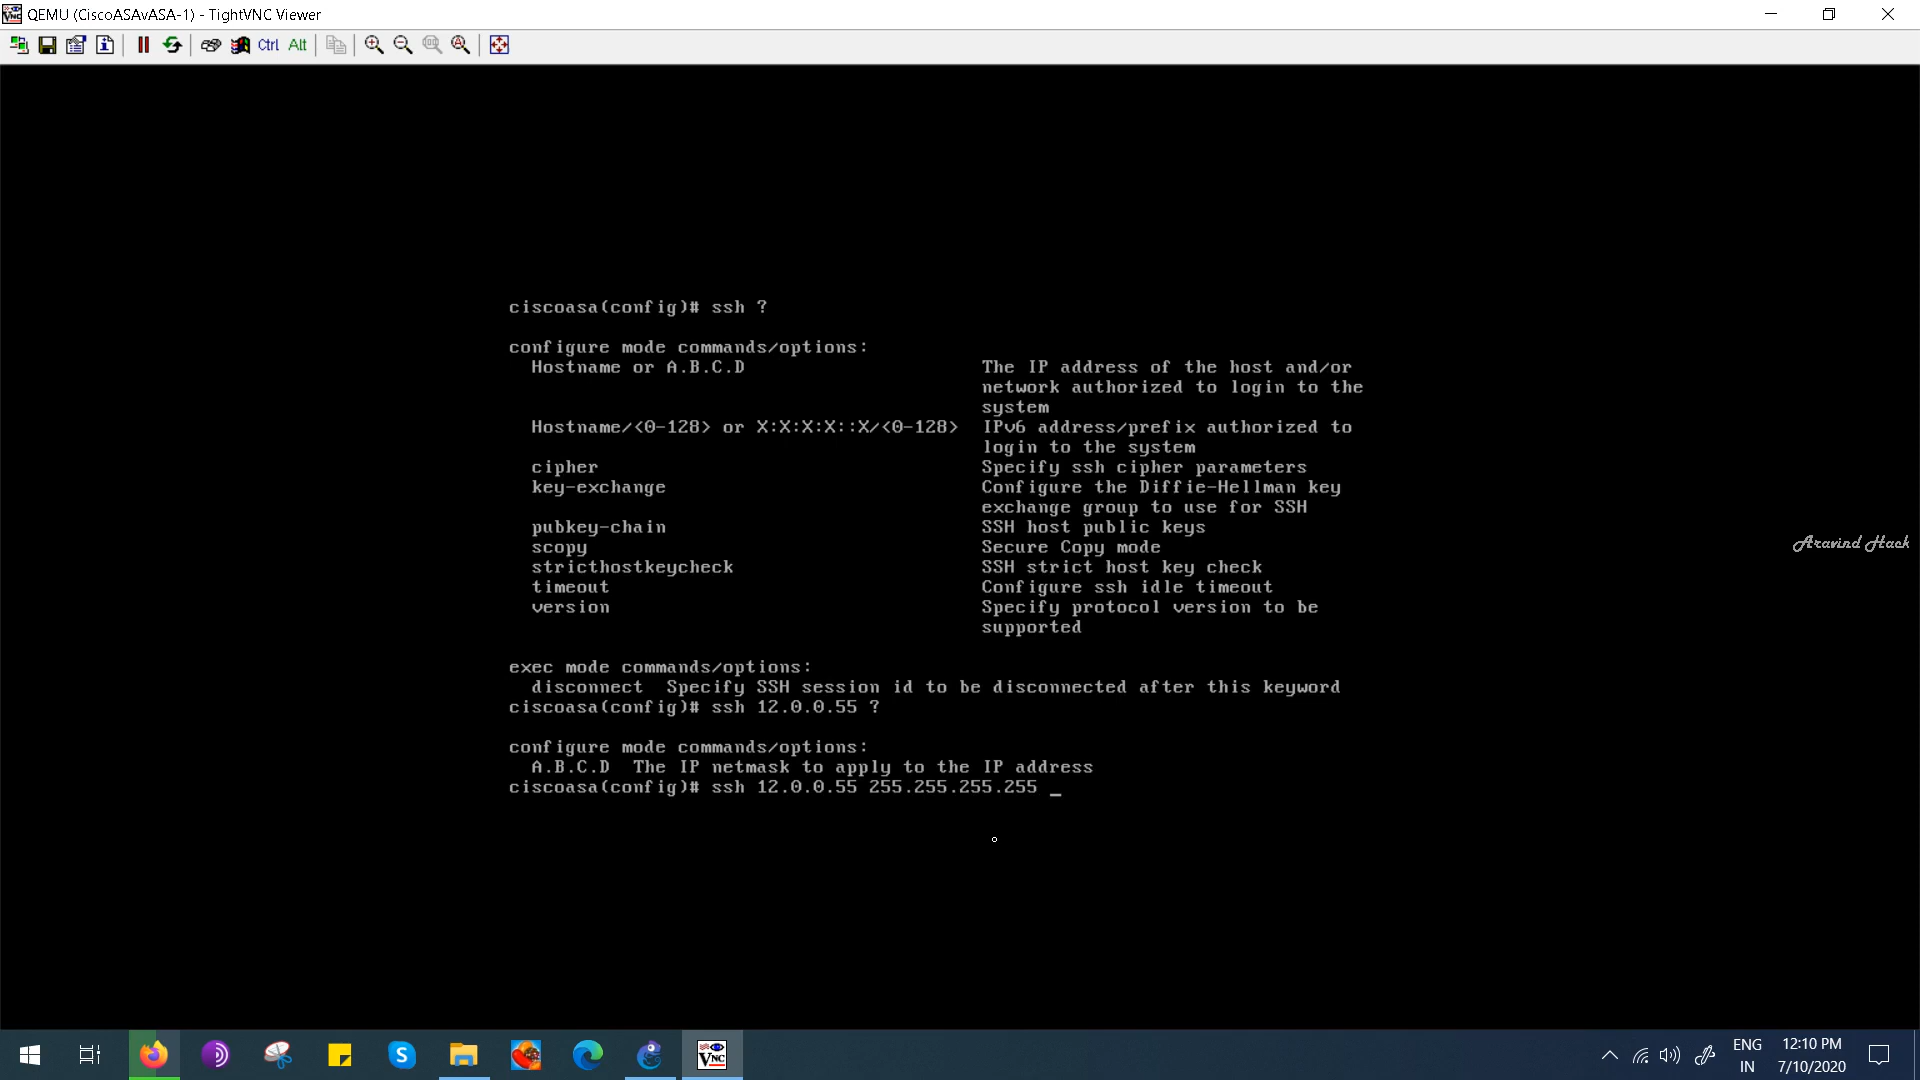 QEMU (CiscoASAvASA-1) - TightVNC Viewer
Ctrl Alt
ciscoasa(config)# ssh ?
configure mode commands/options:
Hostname or A.B.C.D The IP address of the host and/or
network authorized to login to the
system
Hostname/<0-128> or X:X:X:X::X/<0-128> IPv6 address/prefix authorized to
login to the system
cipher Specify ssh cipher parameters
key-exchange Configure the Diffie-Hellman key
exchange group to use for SSH
pubkey-chain SSH host public keys
scopy Secure Copy mode
stricthostkeycheck SSH strict host key check
timeout Configure ssh idle timeout
version Specify protocol version to be
supported
exec mode commands/options:
disconnect Specify SSH session id to be disconnected after this keyword
ciscoasa(config)# ssh 12.0.0.55 ?
configure mode commands/options:
A.B.C.D The IP netmask to apply to the IP address
ciscoasa(config)# ssh 12.0.0.55 255.255.255.255 _
Aravind Hack
ENG 12:10 PM
IN 7/10/2020